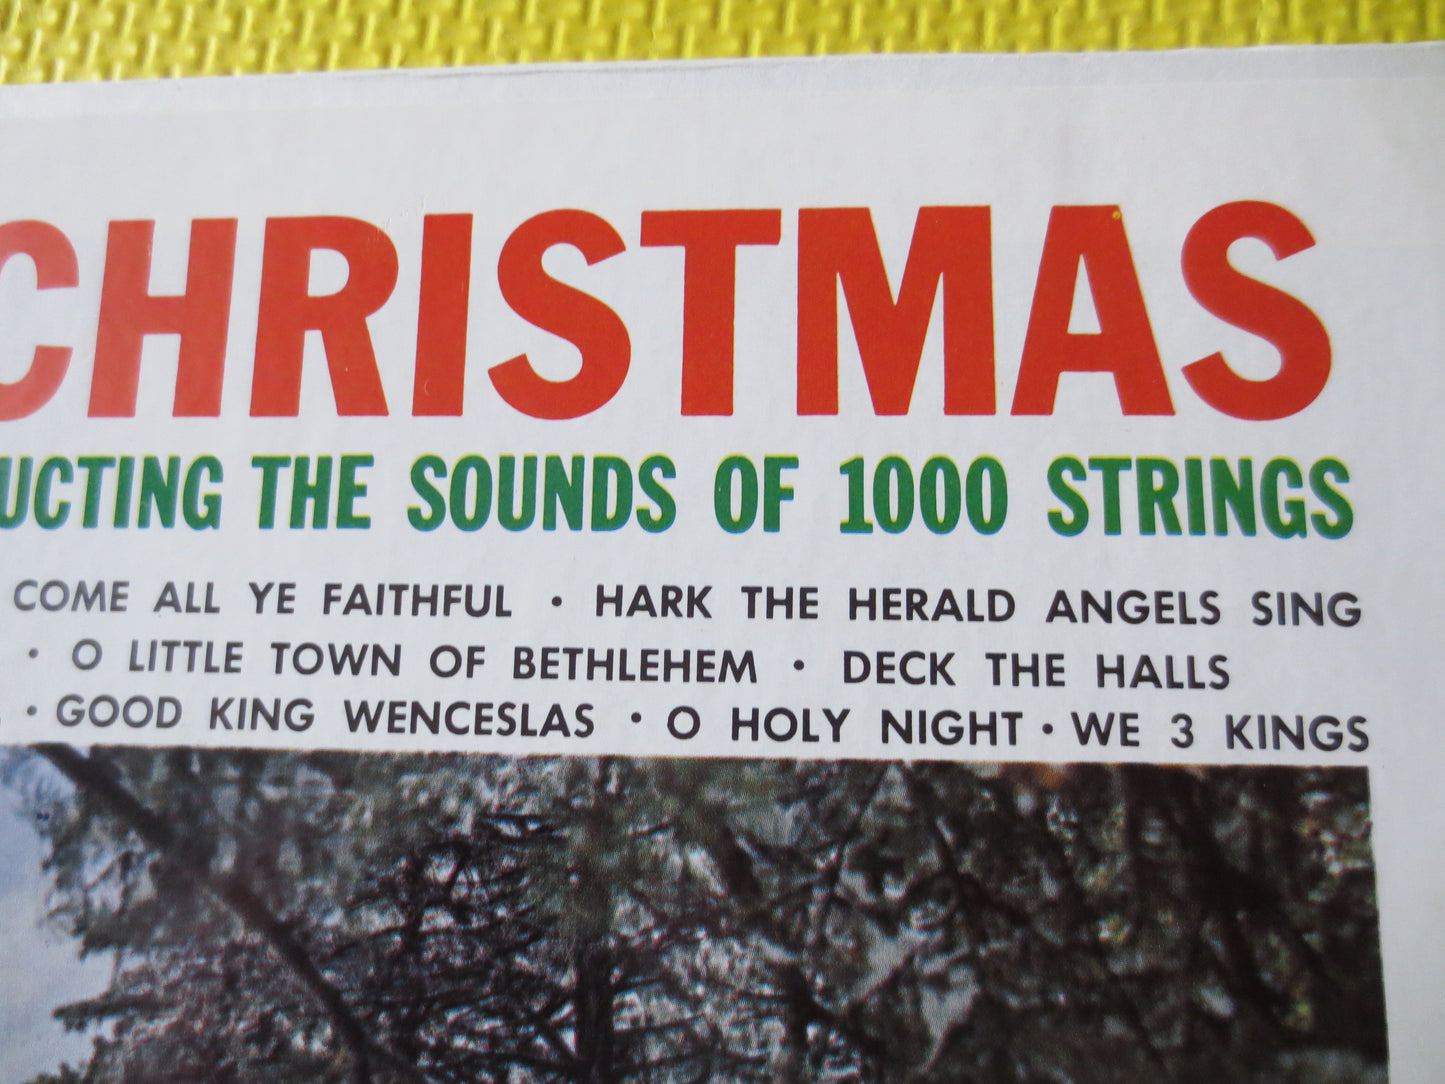 CHRISTMAS
UCTING THE SOUNDS OF 1000 STRINGS
COME ALL YE FAITHFUL · HARK THE HERALD ANGELS SING
· O LITTLE TOWN OF BETHLEHEM · DECK THE HALLS
· GOOD KING WENCESLAS · O HOLY NIGHT · WE 3 KINGS